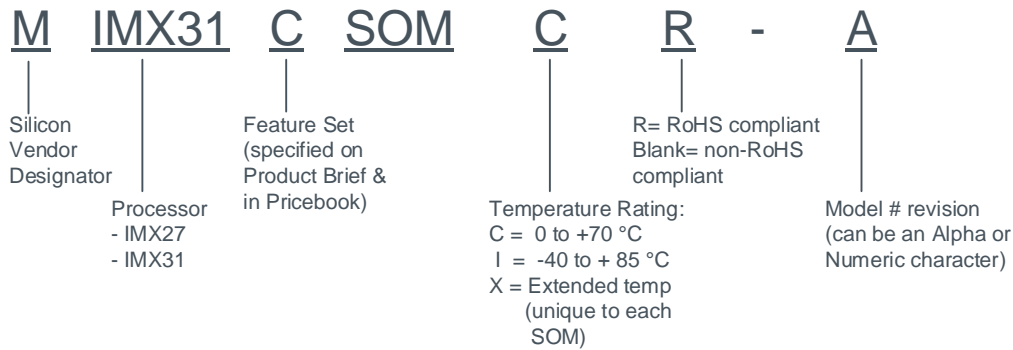 M IMX31 C SOM C R - A
Silicon
Vendor
Designator
Processor
- IMX27
- IMX31
Feature Set
(specified on
Product Brief &
in Pricebook)
Temperature Rating:
C = 0 to +70 °C
I = -40 to + 85 °C
X = Extended temp
(unique to each
SOM)
R= RoHS compliant
Blank= non-RoHS
compliant
Model # revision
(can be an Alpha or
Numeric character)